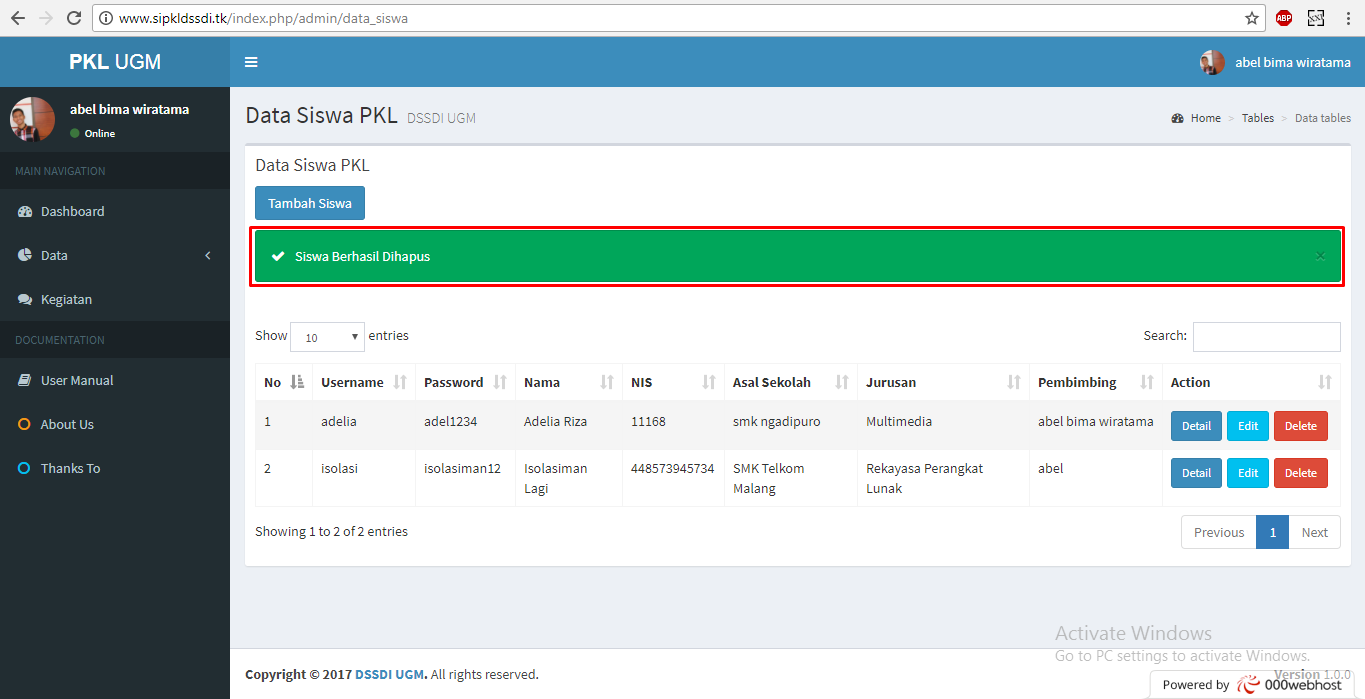 www.sipkldssdi.tk/index.php/admin/data_siswa
ABP
PKL UGM
abel bima wiratama
abel bima wiratama
Online
MAIN NAVIGATION
Dashboard
Data
Kegiatan
DOCUMENTATION
User Manual
About Us
Thanks To
Data Siswa PKL DSSDI UGM
Home > Tables > Data tables
Data Siswa PKL
Tambah Siswa
Siswa Berhasil Dihapus ×
Show 10 entries
Search:
No Username Password Nama NIS Asal Sekolah Jurusan Pembimbing Action
1 adelia adel1234 Adelia Riza 11168 smk ngadipuro Multimedia abel bima wiratama Detail Edit Delete
2 isolasi isolasiman12 Isolasiman 448573945734 SMK Telkom Rekayasa Perangkat abel Detail Edit Delete
Lagi Malang Lunak
Showing 1 to 2 of 2 entries
Previous 1 Next
Activate Windows
Go to PC settings to activate Windows.
Copyright © 2017 DSSDI UGM. All rights reserved.
Version 1.0.0
Powered by 000webhost